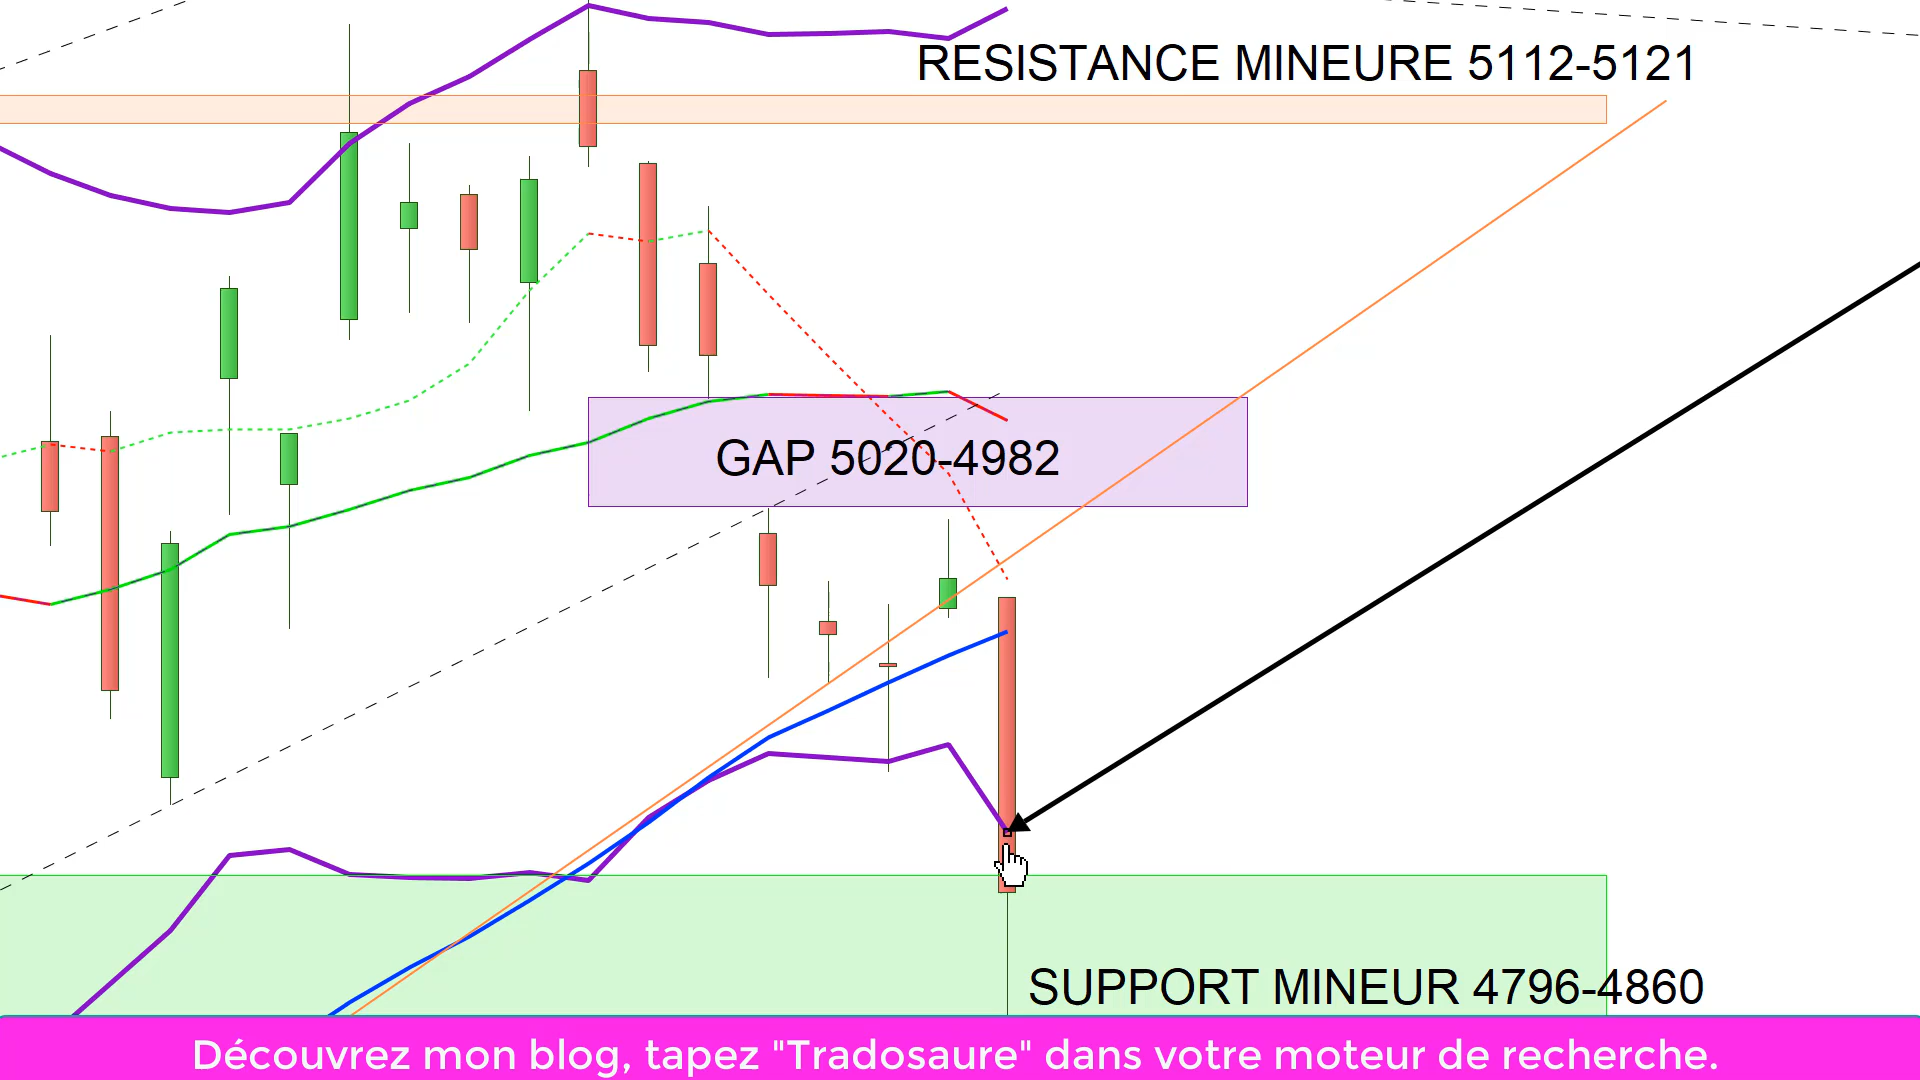 RESISTANCE MINEURE 5112-5121
GAP 5020-4982
SUPPORT MINEUR 4796-4860
Découvrez mon blog, tapez "Tradosaure" dans votre moteur de recherche.